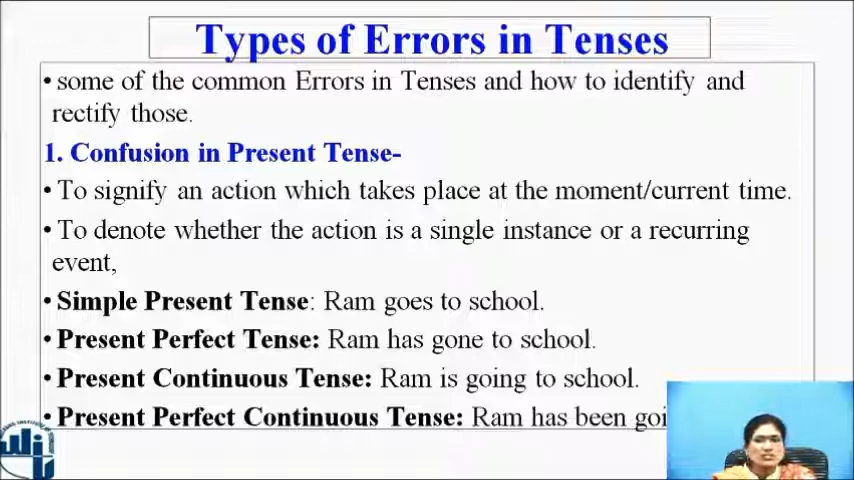 Types of Errors in Tenses
• some of the common Errors in Tenses and how to identify and
rectify those.
1. Confusion in Present Tense-
• To signify an action which takes place at the moment/current time.
• To denote whether the action is a single instance or a recurring
event,
• Simple Present Tense: Ram goes to school.
• Present Perfect Tense: Ram has gone to school.
• Present Continuous Tense: Ram is going to school.
• Present Perfect Continuous Tense: Ram has been goi